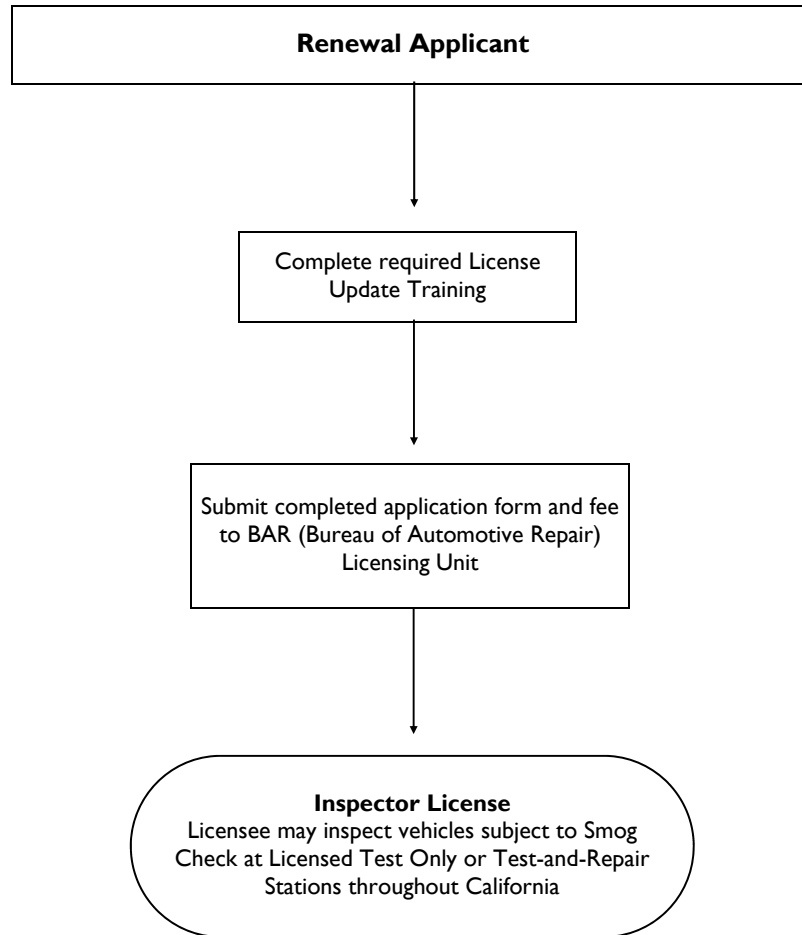 Renewal Applicant
Complete required License
Update Training
Submit completed application form and fee
to BAR (Bureau of Automotive Repair)
Licensing Unit
Inspector License
Licensee may inspect vehicles subject to Smog
Check at Licensed Test Only or Test-and-Repair
Stations throughout California